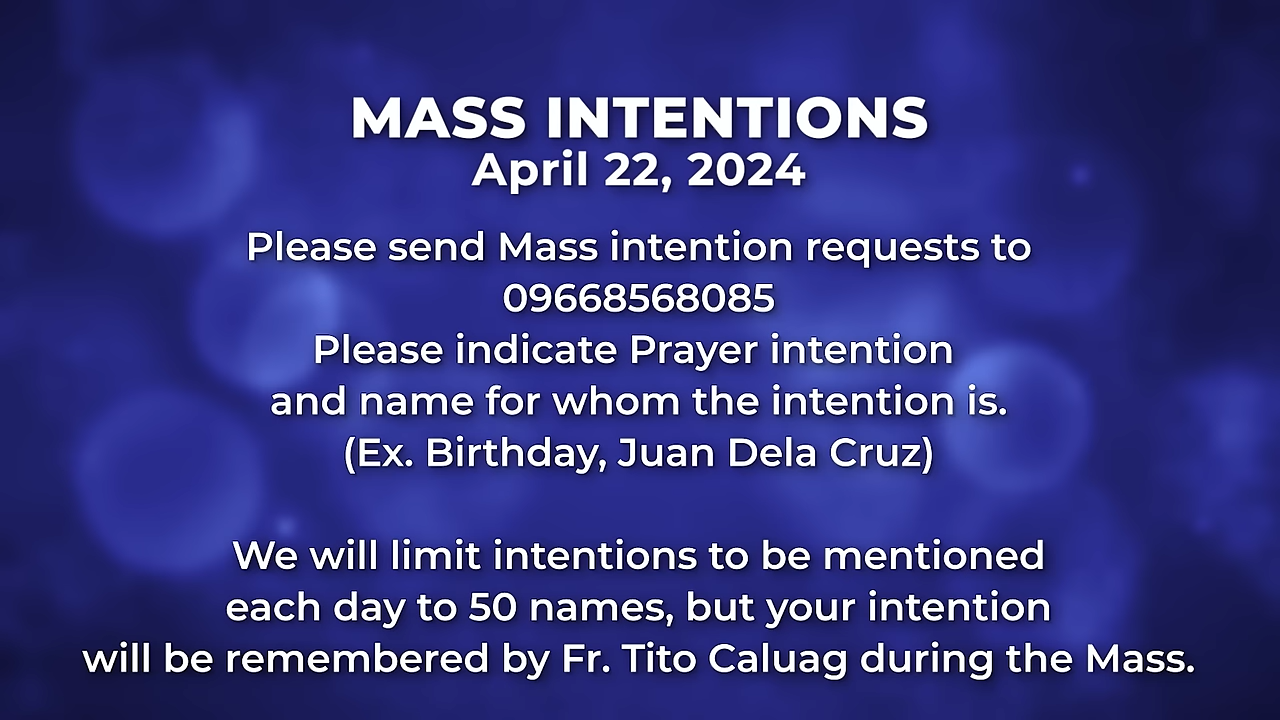 MASS INTENTIONS
April 22, 2024
Please send Mass intention requests to
09668568085
Please indicate Prayer intention
and name for whom the intention is.
(Ex. Birthday, Juan Dela Cruz)
We will limit intentions to be mentioned
each day to 50 names, but your intention
will be remembered by Fr. Tito Caluag during the Mass.